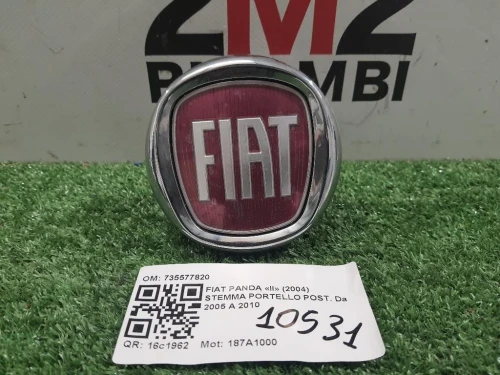 2M2
RICAMBI
FIAT
OM: 735577820
FIAT PANDA «II» (2004)
STEMMA PORTELLO POST. Da
2005 A 2010
10531
QR: 16c1962 Mot: 187A1000